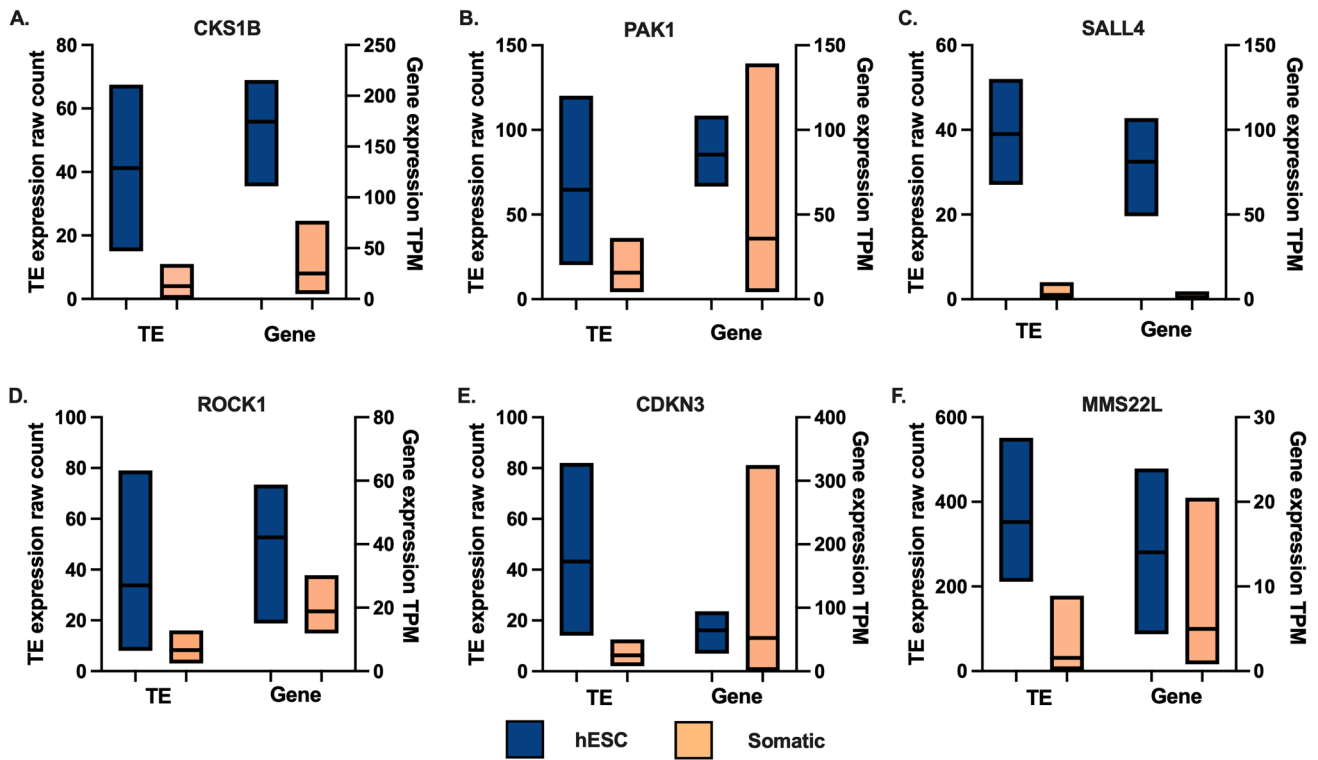 A.
CKS1B
TE expression raw count
80
60
40
20
0
250
200
150
100
50
0
Gene expression TPM
TE
Gene
B.
PAK1
TE expression raw count
150
100
50
0
150
100
50
0
Gene expression TPM
TE
Gene
C.
SALL4
TE expression raw count
60
40
20
0
150
100
50
0
Gene expression TPM
TE
Gene
D.
ROCK1
TE expression raw count
100
80
60
40
20
0
80
60
40
20
0
Gene expression TPM
TE
Gene
E.
CDKN3
TE expression raw count
100
80
60
40
20
0
400
300
200
100
0
Gene expression TPM
TE
Gene
F.
MMS22L
TE expression raw count
600
400
200
0
30
20
10
0
Gene expression TPM
TE
Gene
hESC
Somatic